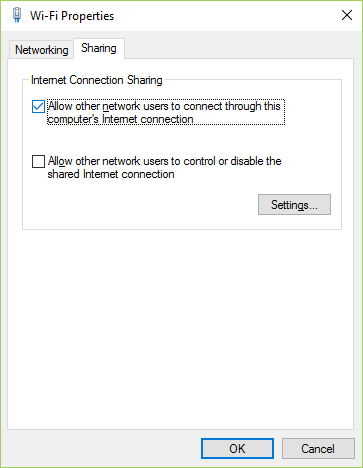 Wi-Fi Properties
Networking
Sharing
Internet Connection Sharing
Allow other network users to connect through this
computer's Internet connection
Allow other network users to control or disable the
shared Internet connection
Settings...
OK
Cancel